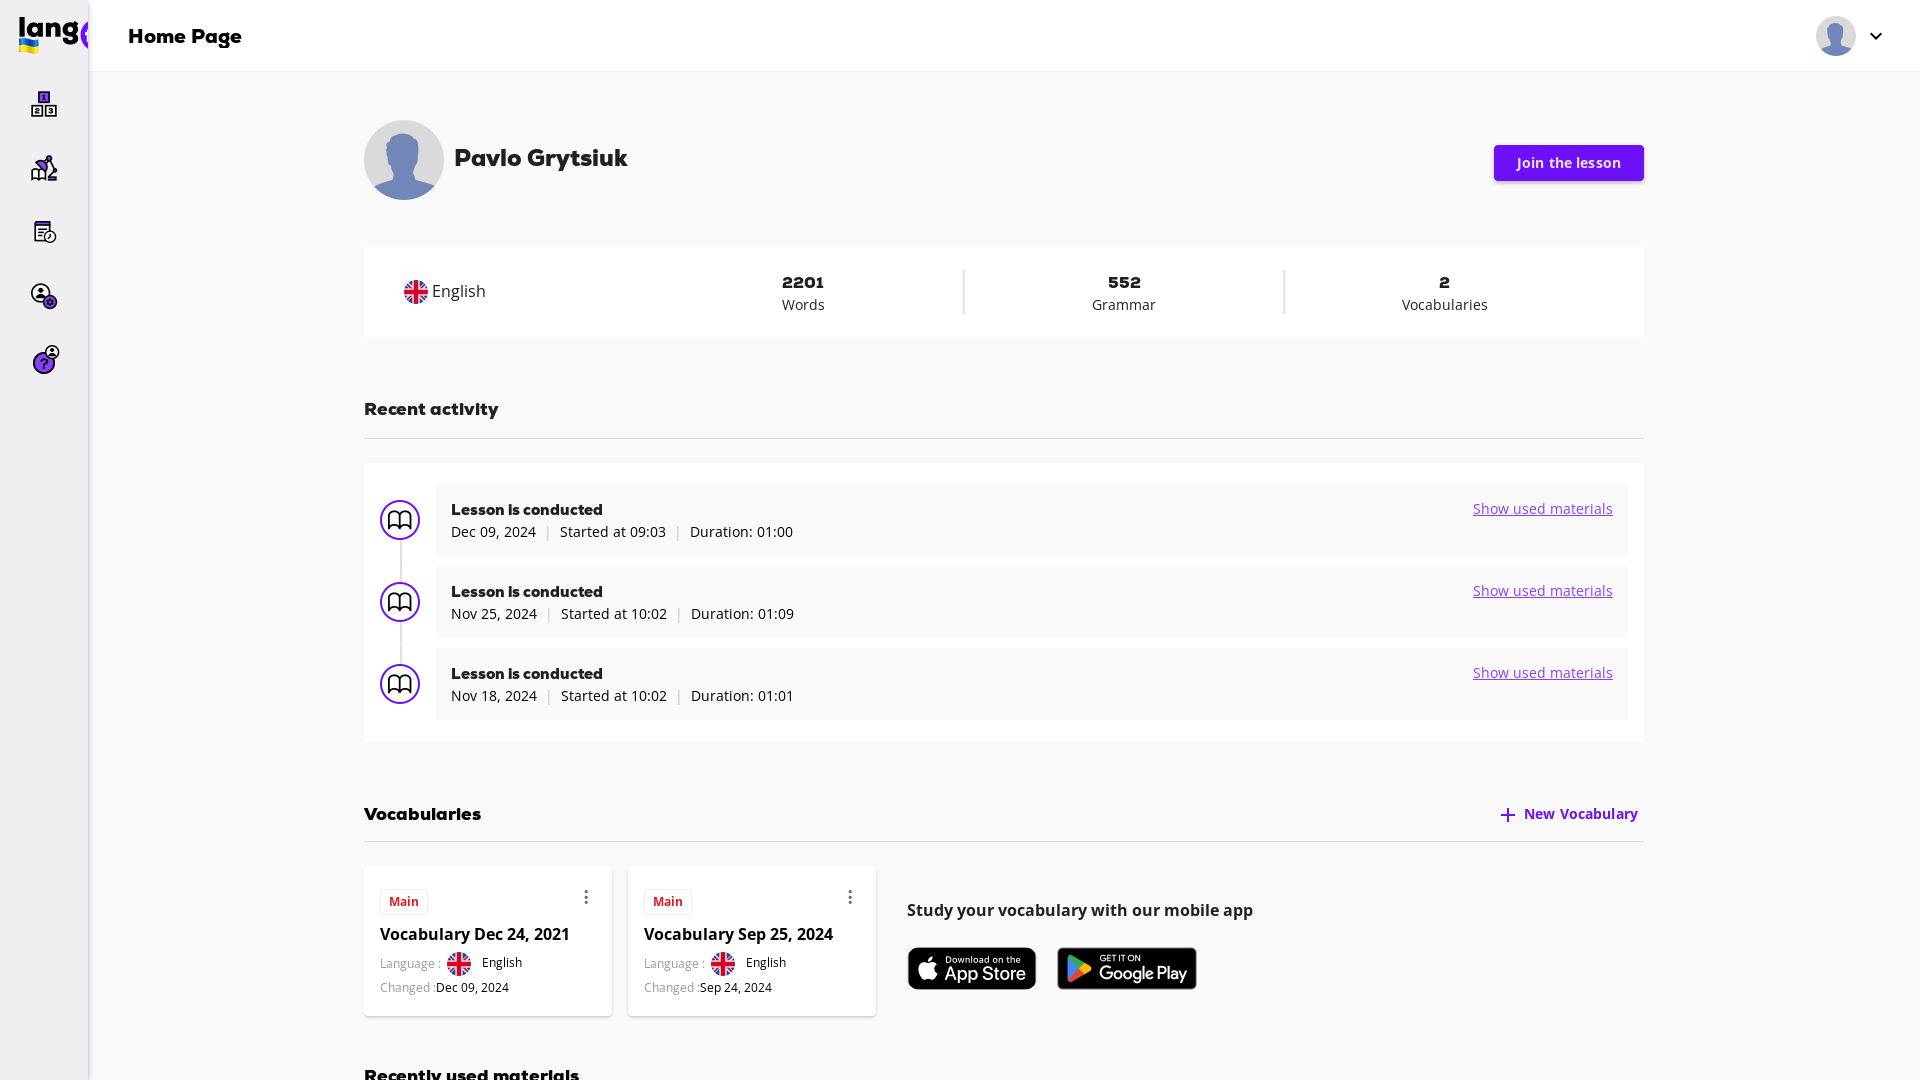 lang
Home Page
Pavlo Grytsiuk
Join the lesson
English
2201
Words
552
Grammar
2
Vocabularies
Recent activity
Lesson is conducted
Show used materials
Dec 09, 2024 | Started at 09:03 | Duration: 01:00
Lesson is conducted
Show used materials
Nov 25, 2024 | Started at 10:02 | Duration: 01:09
Lesson is conducted
Show used materials
Nov 18, 2024 | Started at 10:02 | Duration: 01:01
Vocabularies
New Vocabulary
Main
Vocabulary Dec 24, 2021
Language : English
Changed :Dec 09, 2024
Main
Vocabulary Sep 25, 2024
Language : English
Changed :Sep 24, 2024
Study your vocabulary with our mobile app
Download on the
App Store
GET IT ON
Google Play
Recently used materials